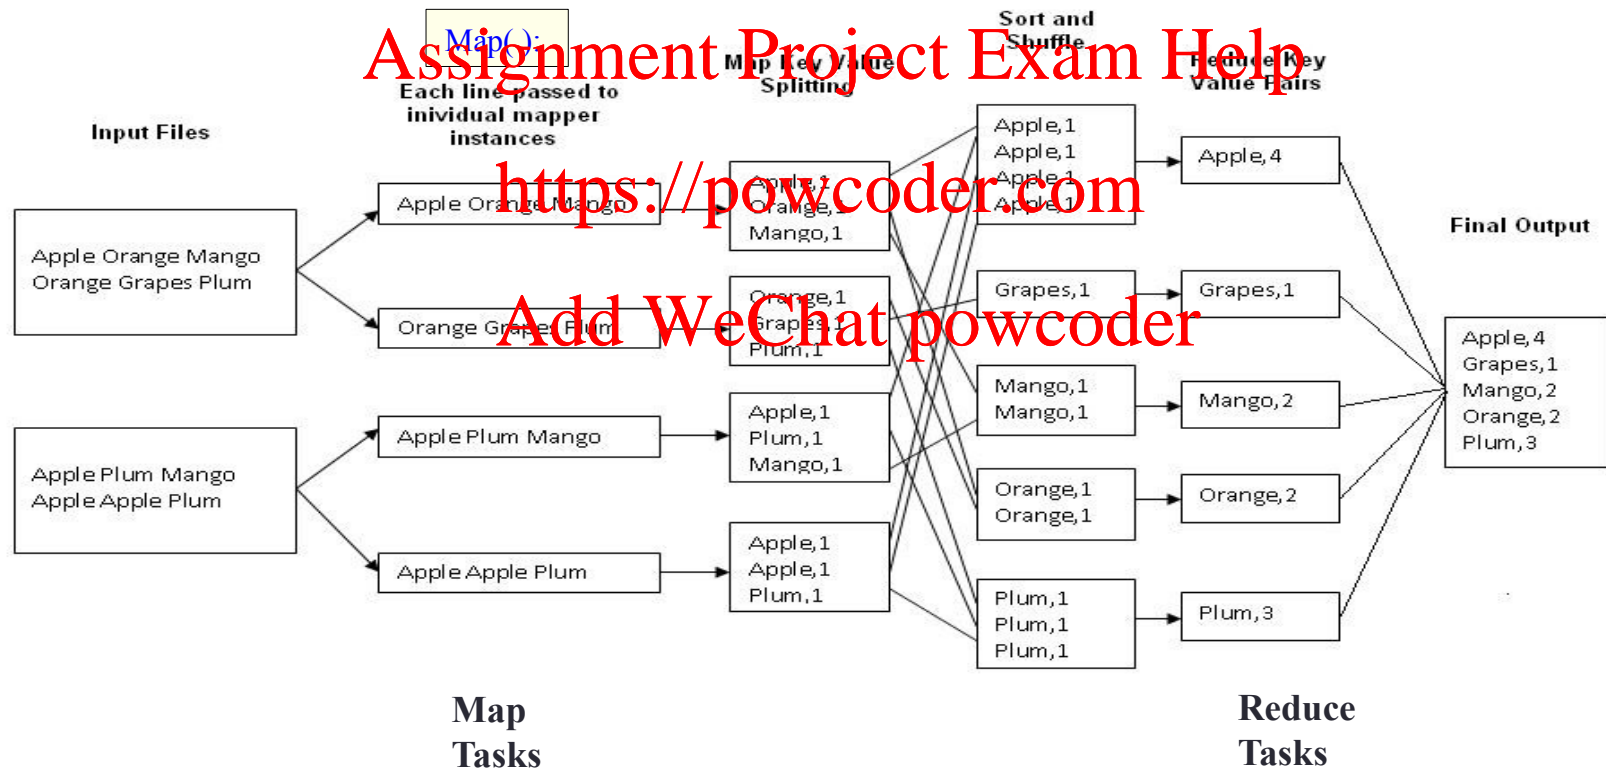 Assignment Project Exam Help
https://powcoder.com
Add WeChat powcoder
Map():
Input Files
Each line passed to
inividual mapper
instances
Map Key Value
Splitting
Sort and
Shuffle
Reduce Key
Value Pairs
Final Output
Apple Orange Mango
Orange Grapes Plum
Apple Plum Mango
Apple Apple Plum
Apple Orange Mango
Orange Grapes Plum
Apple Plum Mango
Apple Apple Plum
Apple,1
Orange,1
Mango,1
Orange,1
Grapes,1
Plum,1
Apple,1
Plum,1
Mango,1
Apple,1
Apple,1
Plum,1
Apple,1
Apple,1
Apple,1
Apple,1
Grapes,1
Mango,1
Mango,1
Orange,1
Orange,1
Plum,1
Plum,1
Plum,1
Apple,4
Grapes,1
Mango,2
Orange,2
Plum,3
Apple,4
Grapes,1
Mango,2
Orange,2
Plum,3
Map
Tasks
Reduce
Tasks